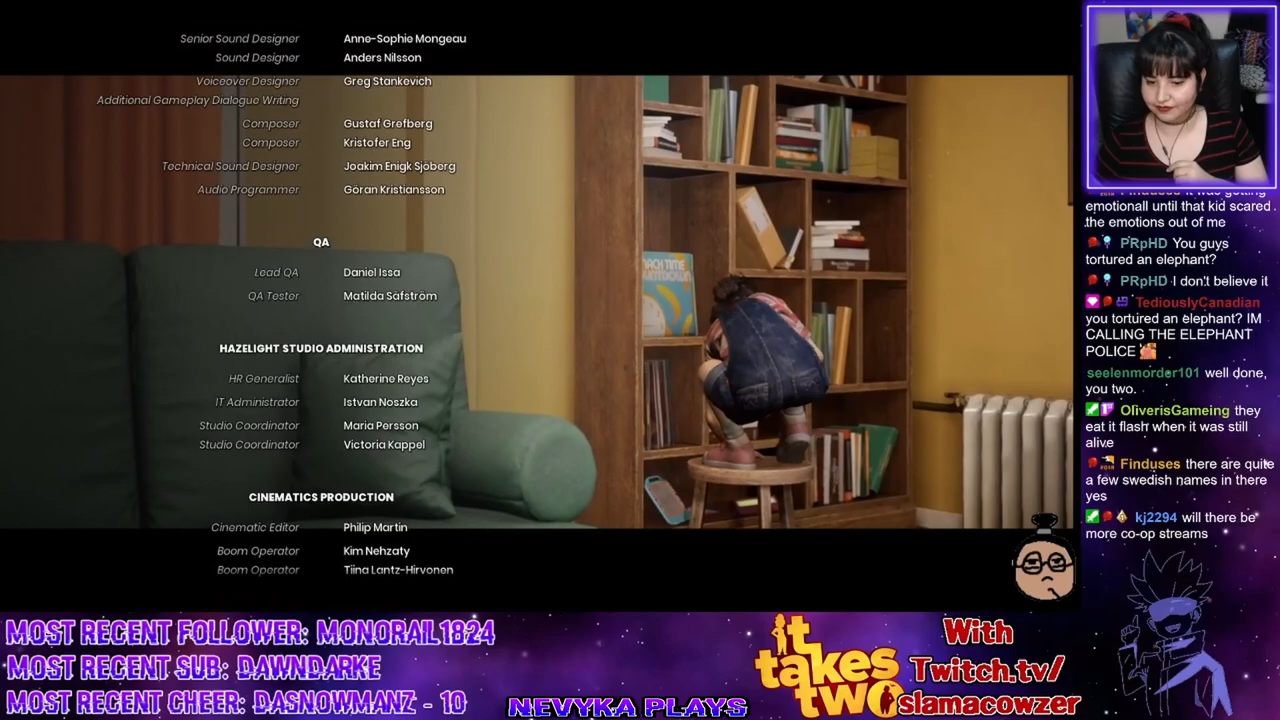 Senior Sound Designer Anne-Sophie Mongeau
Sound Designer Anders Nilsson
Voiceover Designer Greg Stankevich
Additional Gameplay Dialogue Writing
Composer Gustaf Grefberg
Composer Kristofer Eng
Technical Sound Designer Joakim Enigk Sjöberg
Audio Programmer Göran Kristiansson
QA
Lead QA Daniel Issa
QA Tester Matilda Säfström
HAZELIGHT STUDIO ADMINISTRATION
HR Generalist Katherine Reyes
IT Administrator Istvan Noszka
Studio Coordinator Maria Persson
Studio Coordinator Victoria Kappel
CINEMATICS PRODUCTION
Cinematic Editor Philip Martin
Boom Operator Kim Nehzaty
Boom Operator Tiina Lantz-Hirvonen
Finduses it was getting
emotionall until that kid scared
the emotions out of me
PRpHD You guys
tortured an elephant?
PRpHD I don't believe it
TediouslyCanadian
you tortured an elephant? IM
CALLING THE ELEPHANT
POLICE
seelenmorder101 well done,
you two.
OliverisGameing they
eat it flash when it was still
alive
Finduses there are quite
a few swedish names in there
yes
kj2294 will there be
more co-op streams
MOST RECENT FOLLOWER: MONORAIL1824
MOST RECENT SUB: DAWNDARKE
MOST RECENT CHEER: DASNOWMANZ - 10
NEVYKA PLAYS
it
takes
two
With
Twitch.tv/
slamacowzer